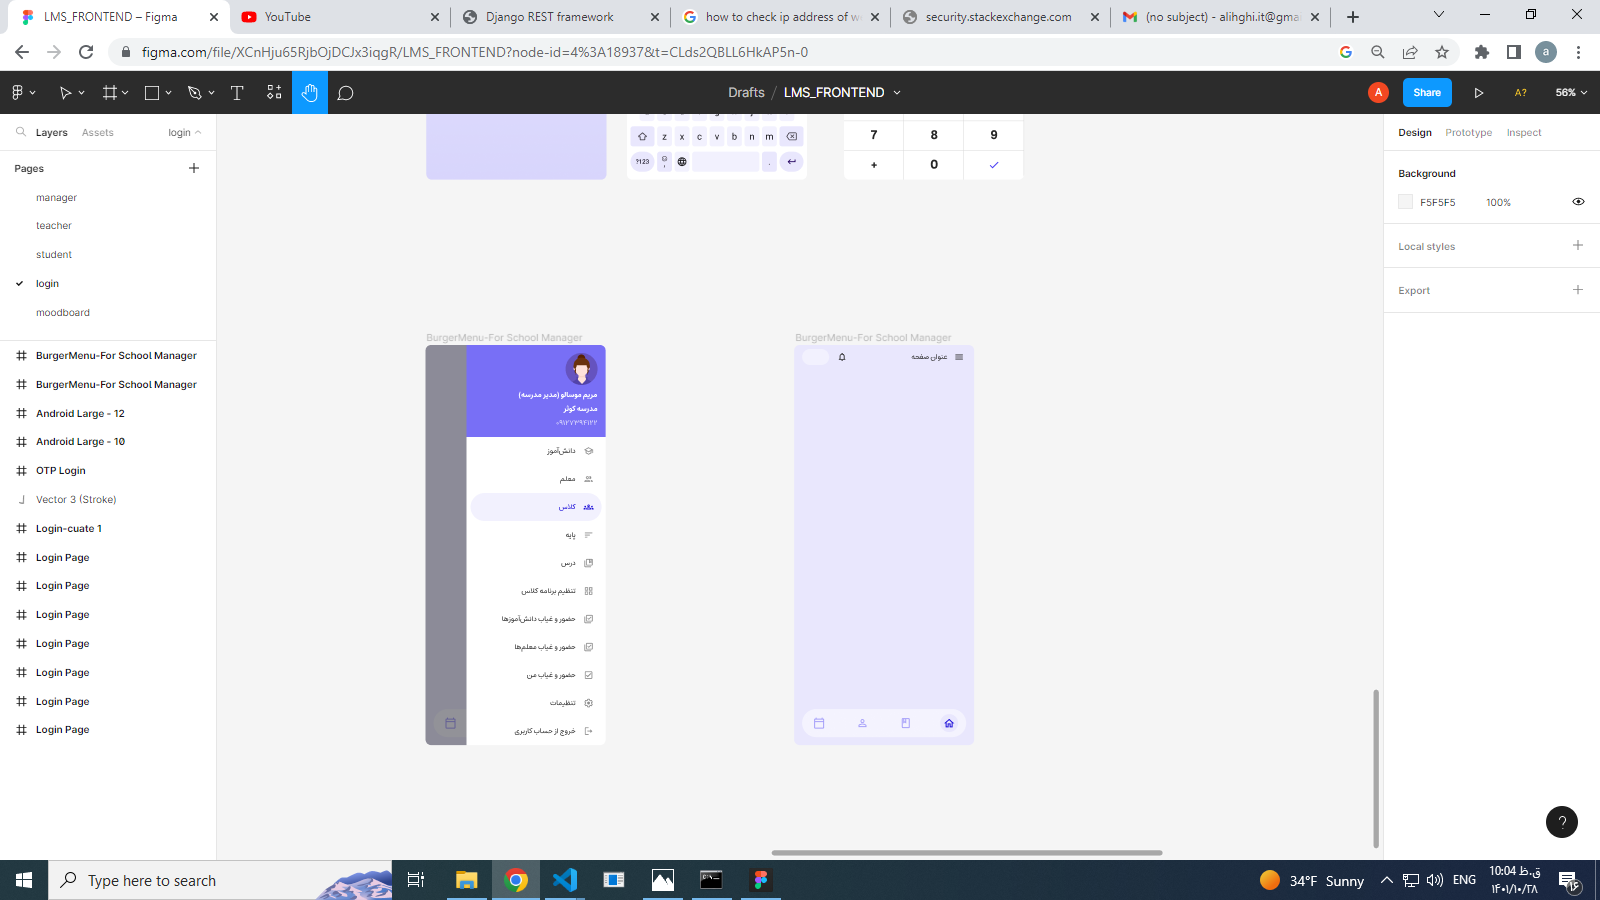 LMS_FRONTEND – Figma
YouTube
Django REST framework
how to check ip address of w
security.stackexchange.com
(no subject) - alihghi.it@gma
figma.com/file/XCnHju65RjbOjDCJx3iqgR/LMS_FRONTEND?node-id=4%3A18937&t=CLds2QBLL6HkAP5n-0
a
Drafts / LMS_FRONTEND
A
Share
A?
56%
Layers
Assets
login
Pages
manager
teacher
student
login
moodboard
BurgerMenu-For School Manager
BurgerMenu-For School Manager
Android Large - 12
Android Large - 10
OTP Login
Vector 3 (Stroke)
Login-cuate 1
Login Page
Login Page
Login Page
Login Page
Login Page
Login Page
Login Page
z x c v b n m
?123 , .
7 8 9
+ 0
BurgerMenu-For School Manager
مریم موسائو (مدیر مدرسه)
مدرسه کوثر
۰۹۱۲۷۳۹۴۱۲۲
دانش‌آموز
معلم
کلاس
پایه
درس
تنظیم برنامه کلاس
حضور و غیاب دانش‌آموزها
حضور و غیاب معلم‌ها
حضور و غیاب من
تنظیمات
خروج از حساب کاربری
BurgerMenu-For School Manager
عنوان صفحه
Design
Prototype
Inspect
Background
F5F5F5
100%
Local styles
Export
?
Type here to search
34°F Sunny
ENG
10:04 ق.ظ
۱۴۰۱/۱۰/۲۸
۱۶